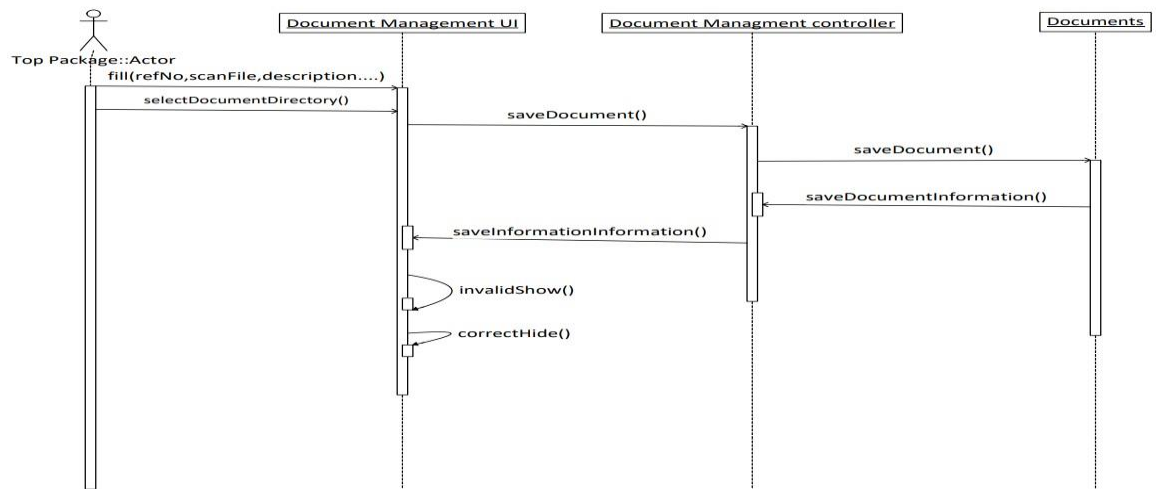 Document Management UI
Document Managment controller
Documents
Top Package::Actor
fill(refNo,scanFile,description....)
selectDocumentDirectory()
saveDocument()
saveDocument()
saveDocumentInformation()
saveInformationInformation()
invalidShow()
correctHide()